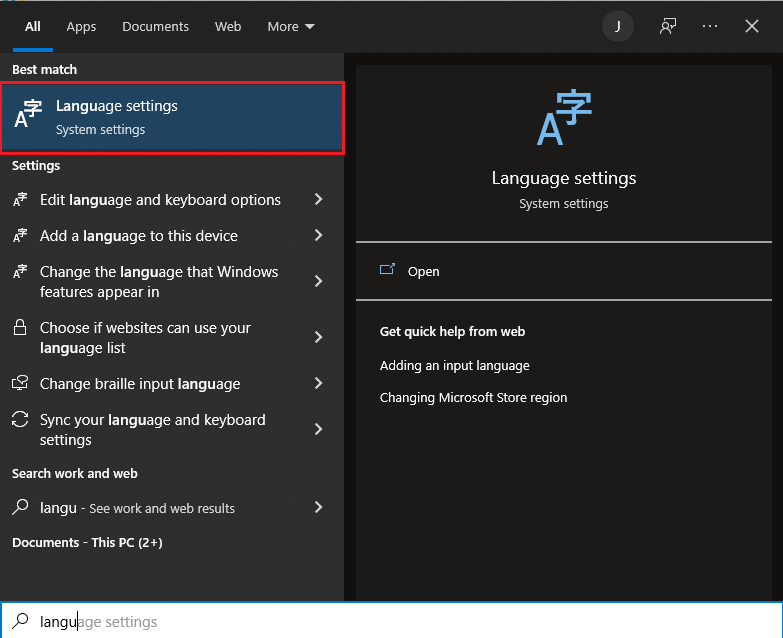 All Apps Documents Web More J
Best match
A字 Language settings
System settings
Settings
Edit language and keyboard options
Add a language to this device
Change the language that Windows
features appear in
Choose if websites can use your
language list
Change braille input language
Sync your language and keyboard
settings
Search work and web
langu - See work and web results
Documents - This PC (2+)
A字
Language settings
System settings
Open
Get quick help from web
Adding an input language
Changing Microsoft Store region
language settings